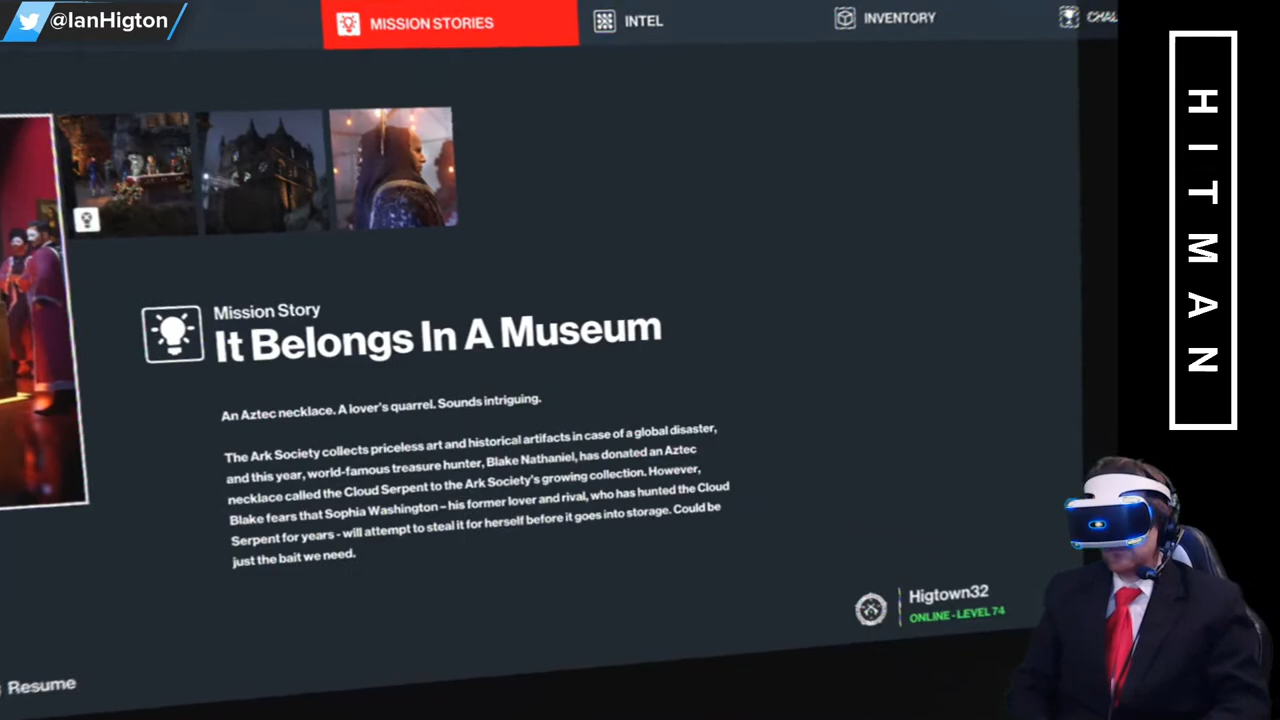 @IanHigton
MISSION STORIES
INTEL
INVENTORY
Mission Story
It Belongs In A Museum
An Aztec necklace. A lover's quarrel. Sounds intriguing.
The Ark Society collects priceless art and historical artifacts in case of a global disaster,
and this year, world-famous treasure hunter, Blake Nathaniel, has donated an Aztec
necklace called the Cloud Serpent to the Ark Society's growing collection. However,
Blake fears that Sophia Washington – his former lover and rival, who has hunted the Cloud
Serpent for years - will attempt to steal it for herself before it goes into storage. Could be
just the bait we need.
Higtown32
ONLINE - LEVEL 74
Resume
HITMAN